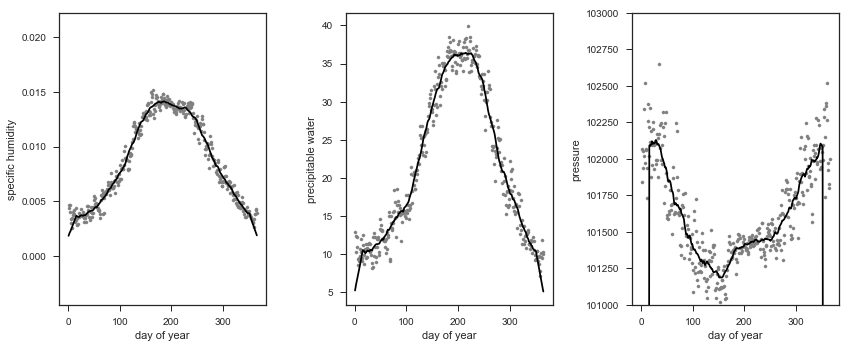 specific humidity
0.020
0.015
0.010
0.005
0.000
0 100 200 300
day of year
precipitable water
40
35
30
25
20
15
10
5
0 100 200 300
day of year
pressure
103000
102750
102500
102250
102000
101750
101500
101250
101000
0 100 200 300
day of year